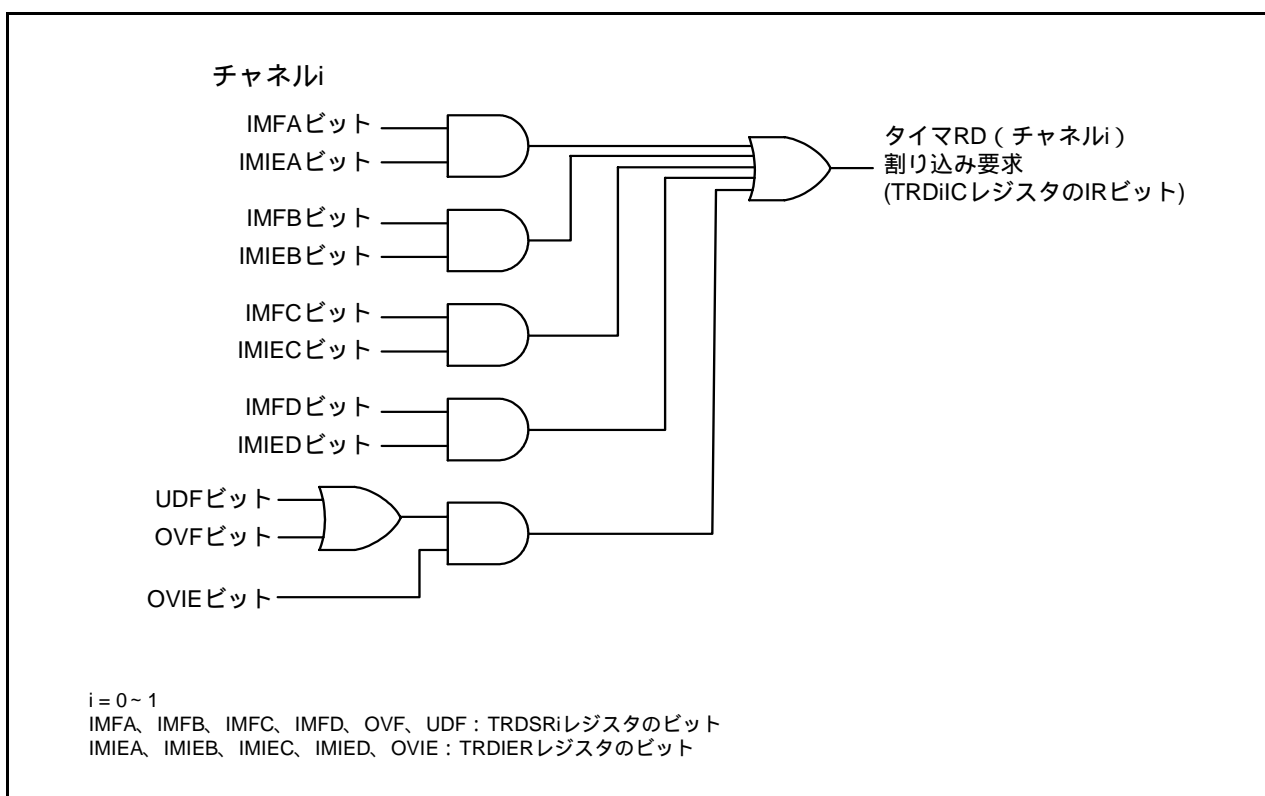 チャネルi
IMFAビット
IMIEAビット
IMFBビット
IMIEBビット
IMFCビット
IMIECビット
IMFDビット
IMIEDビット
UDFビット
OVFビット
OVIEビット
タイマRD（チャネルi）
割り込み要求
(TRDiICレジスタのIRビット)
i = 0~ 1
IMFA、IMFB、IMFC、IMFD、OVF、UDF：TRDSRiレジスタのビット
IMIEA、IMIEB、IMIEC、IMIED、OVIE：TRDIERレジスタのビット